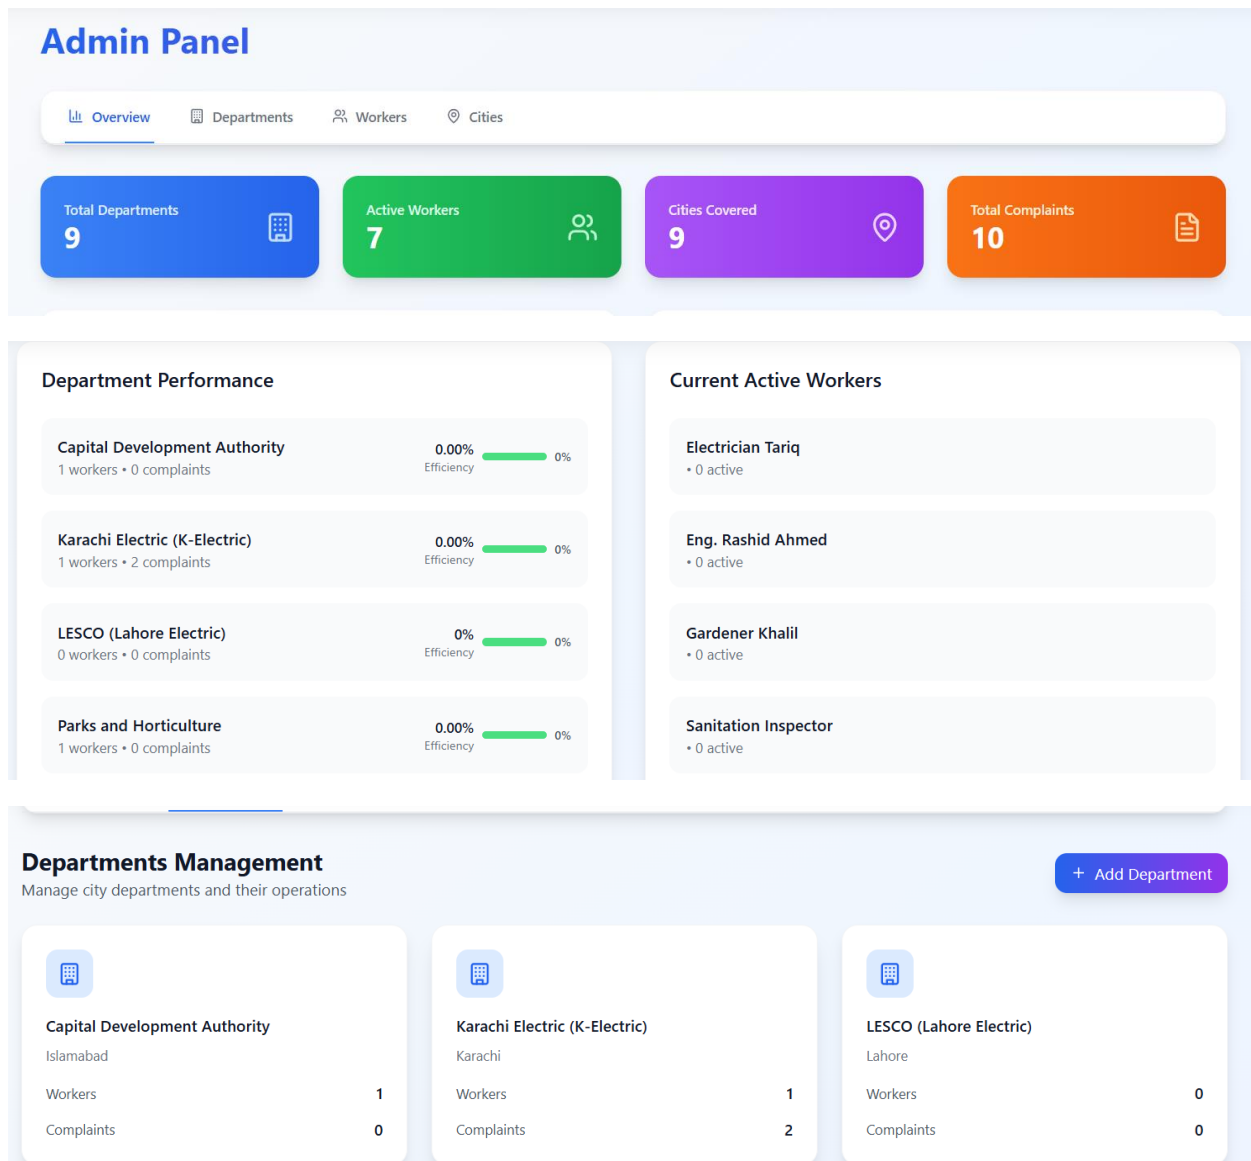 Admin Panel
Overview Departments Workers Cities
Total Departments
9
Active Workers
7
Cities Covered
9
Total Complaints
10
Department Performance
Capital Development Authority
1 workers • 0 complaints
0.00%
Efficiency
0%
Karachi Electric (K-Electric)
1 workers • 2 complaints
0.00%
Efficiency
0%
LESCO (Lahore Electric)
0 workers • 0 complaints
0%
Efficiency
0%
Parks and Horticulture
1 workers • 0 complaints
0.00%
Efficiency
0%
Current Active Workers
Electrician Tariq
• 0 active
Eng. Rashid Ahmed
• 0 active
Gardener Khalil
• 0 active
Sanitation Inspector
• 0 active
Departments Management
Manage city departments and their operations
+ Add Department
Capital Development Authority
Islamabad
Workers 1
Complaints 0
Karachi Electric (K-Electric)
Karachi
Workers 1
Complaints 2
LESCO (Lahore Electric)
Lahore
Workers 0
Complaints 0